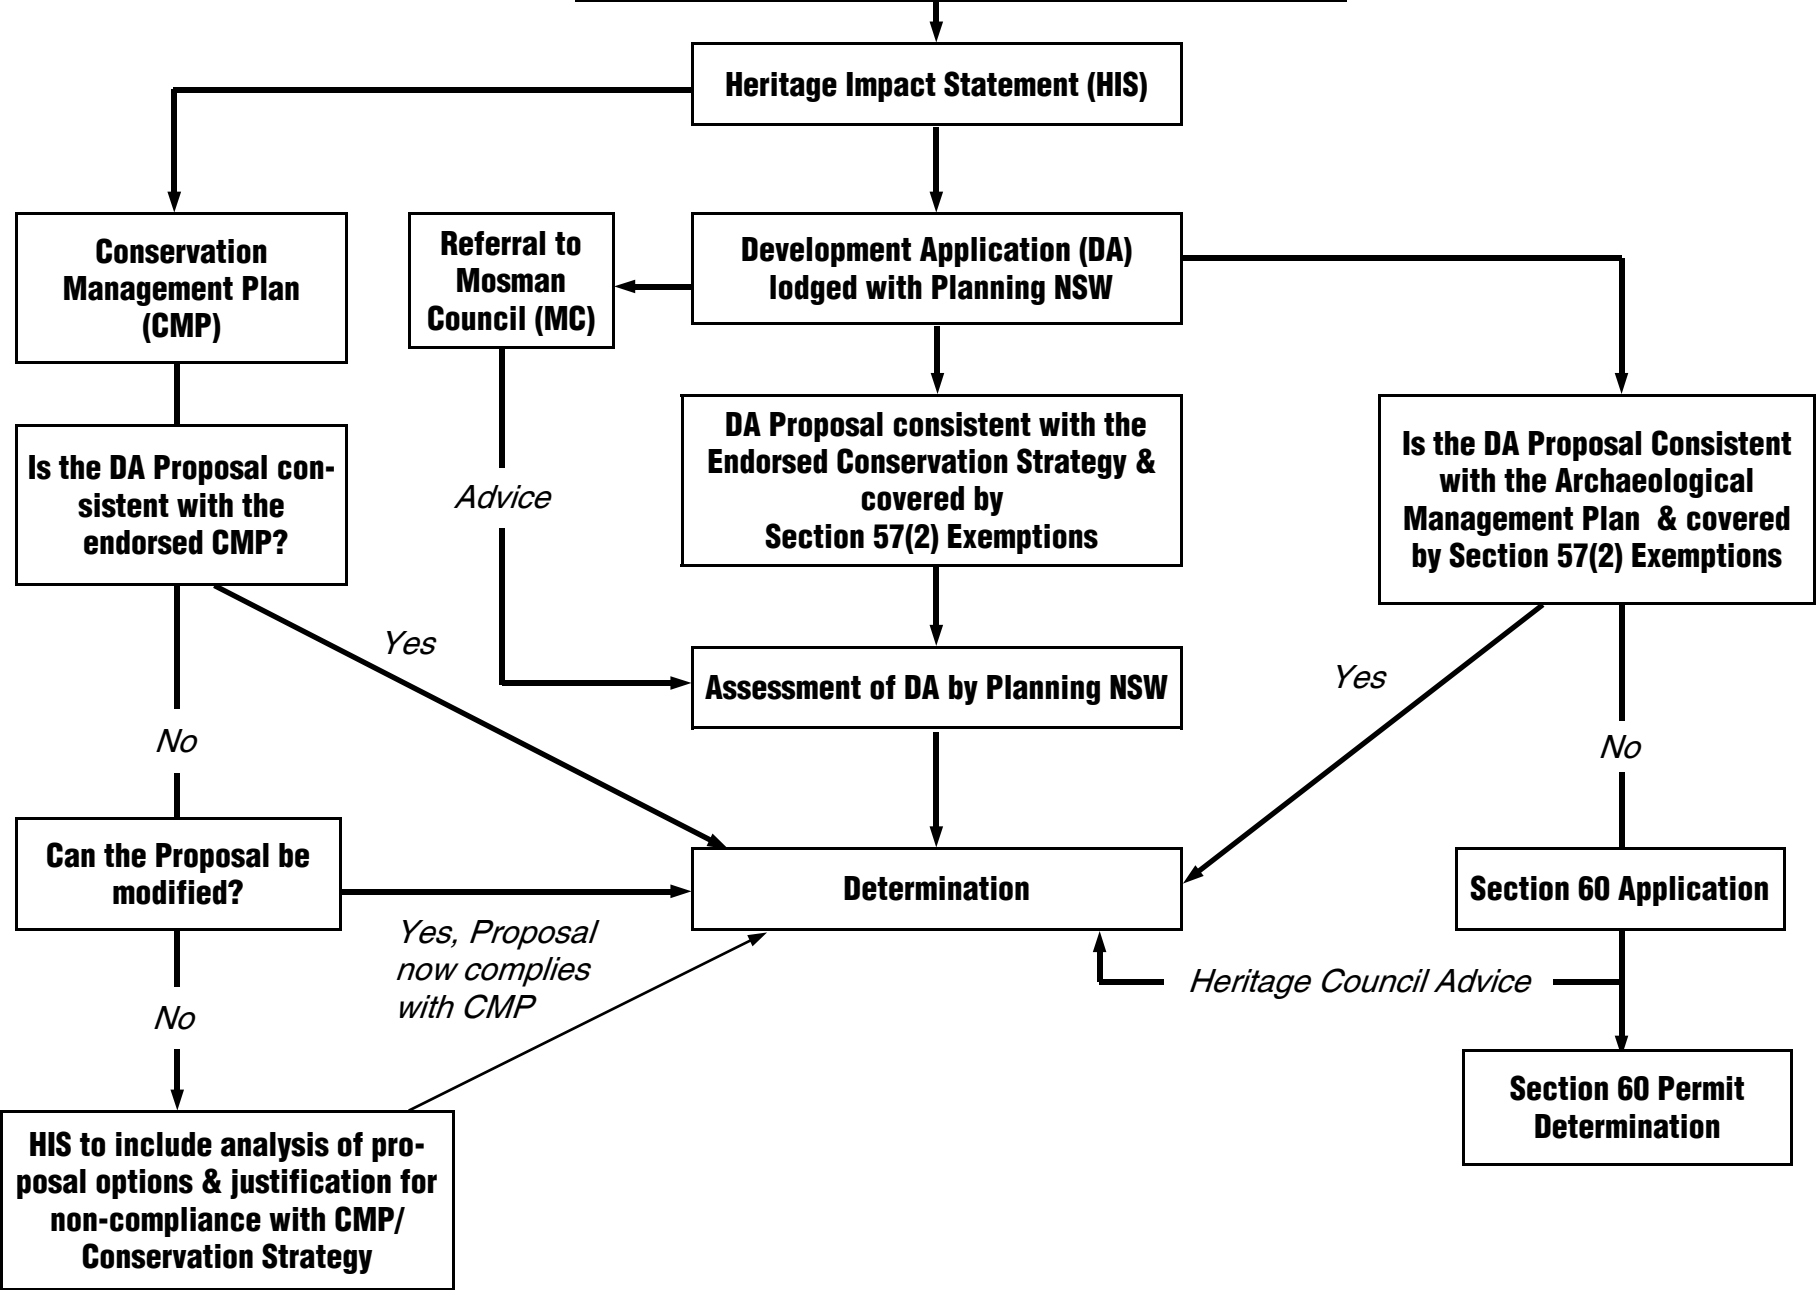 Heritage Impact Statement (HIS)
Conservation
Management Plan
(CMP)
Referral to
Mosman
Council (MC)
Development Application (DA)
lodged with Planning NSW
Is the DA Proposal con-
sistent with the
endorsed CMP?
Advice
DA Proposal consistent with the
Endorsed Conservation Strategy &
covered by
Section 57(2) Exemptions
Is the DA Proposal Consistent
with the Archaeological
Management Plan & covered
by Section 57(2) Exemptions
Yes
Assessment of DA by Planning NSW
Yes
No
No
Can the Proposal be
modified?
Determination
Section 60 Application
Yes, Proposal
now complies
with CMP
Heritage Council Advice
No
Section 60 Permit
Determination
HIS to include analysis of pro-
posal options & justification for
non-compliance with CMP/
Conservation Strategy